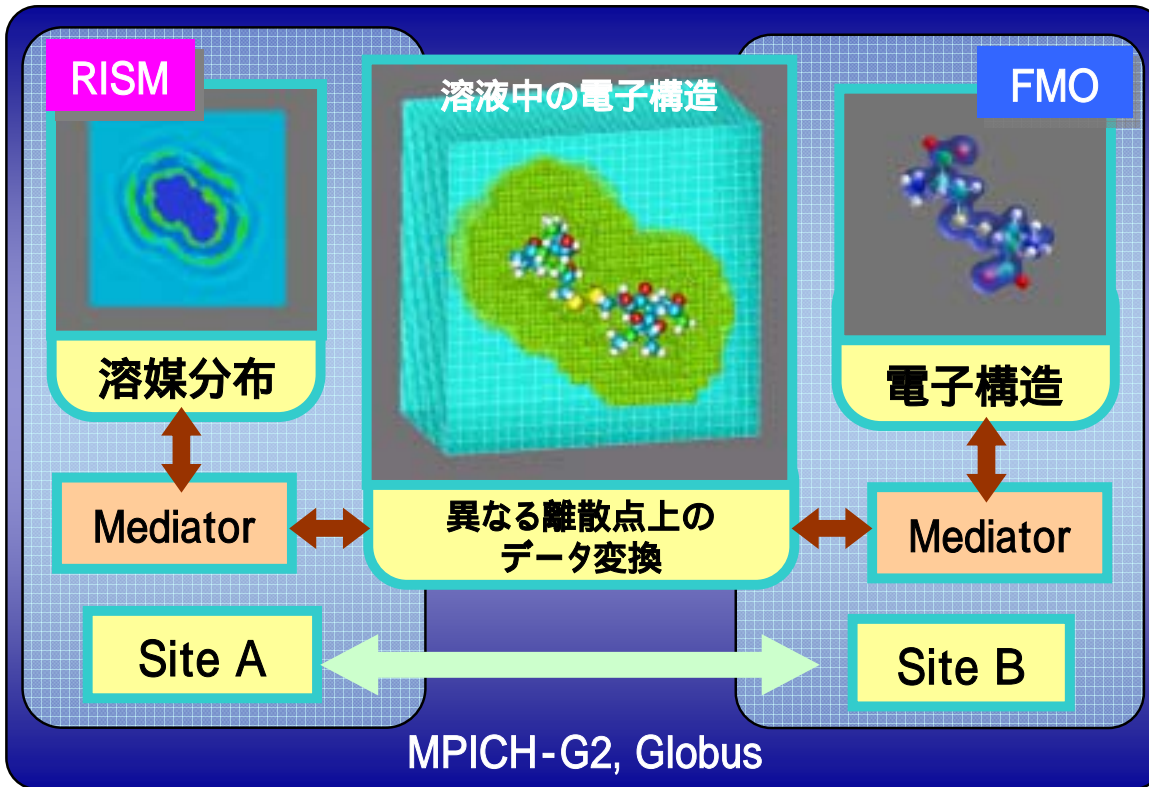 RISM
溶媒分布
Mediator
Site A
溶液中の電子構造
異なる離散点上の
データ変換
FMO
電子構造
Mediator
Site B
MPICH-G2, Globus